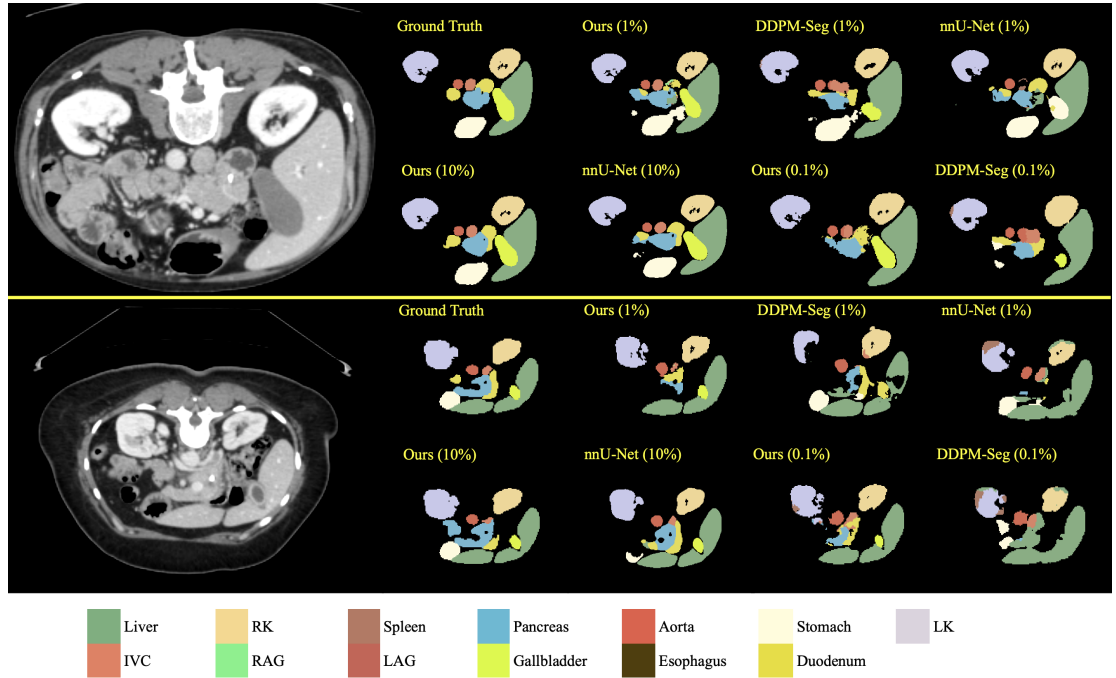 Ground Truth
Ours (1%)
DDPM-Seg (1%)
nnU-Net (1%)
Ours (10%)
nnU-Net (10%)
Ours (0.1%)
DDPM-Seg (0.1%)
Ground Truth
Ours (1%)
DDPM-Seg (1%)
nnU-Net (1%)
Ours (10%)
nnU-Net (10%)
Ours (0.1%)
DDPM-Seg (0.1%)
Liver
RK
Spleen
Pancreas
Aorta
Stomach
LK
IVC
RAG
LAG
Gallbladder
Esophagus
Duodenum